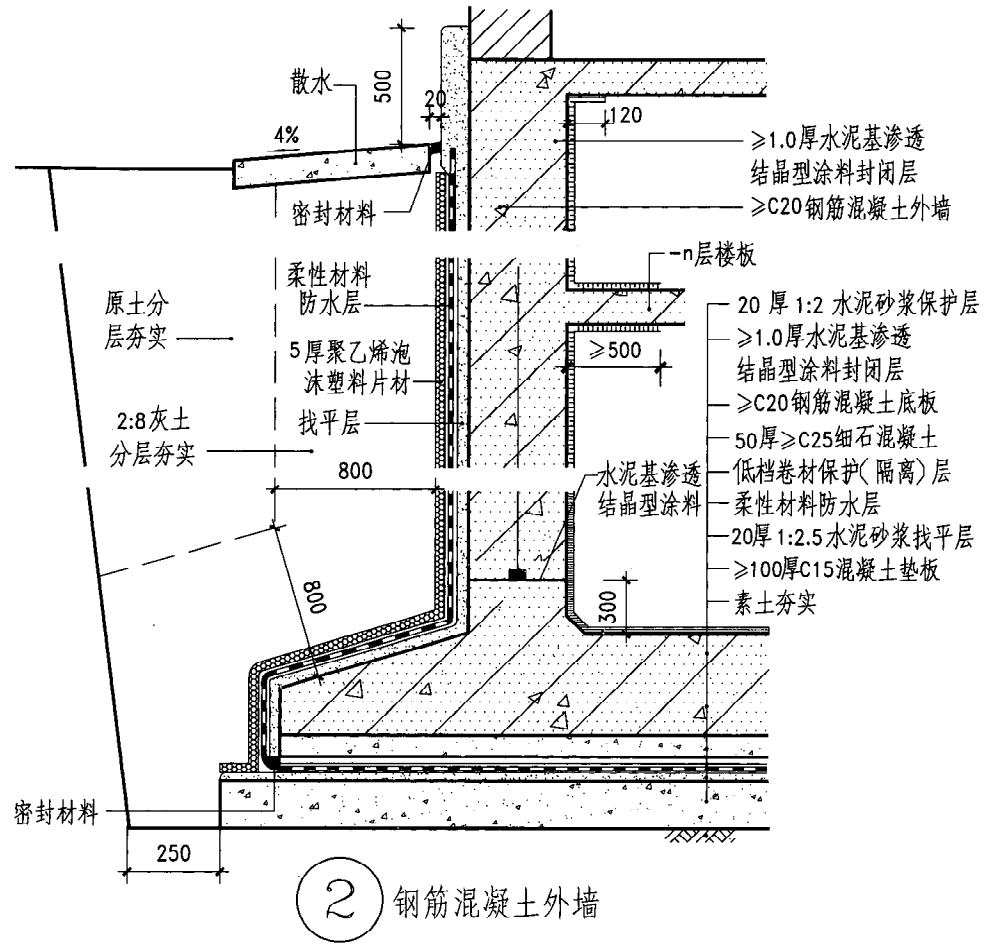 500
散水
20
4%
120
≥1.0厚水泥基渗透
结晶型涂料封闭层
密封材料
≥C20钢筋混凝土外墙
-n层楼板
柔性材料
防水层
原土分
层夯实
20厚1:2水泥砂浆保护层
≥1.0厚水泥基渗透
结晶型涂料封闭层
5厚聚乙烯泡
沫塑料片材
≥500
≥C20钢筋混凝土底板
2:8灰土
分层夯实
找平层
50厚≥C25细石混凝土
800
水泥基渗透
结晶型涂料
低档卷材保护(隔离)层
柔性材料防水层
20厚1:2.5水泥砂浆找平层
≥100厚C15混凝土垫板
素土夯实
800
300
密封材料
250
2 钢筋混凝土外墙